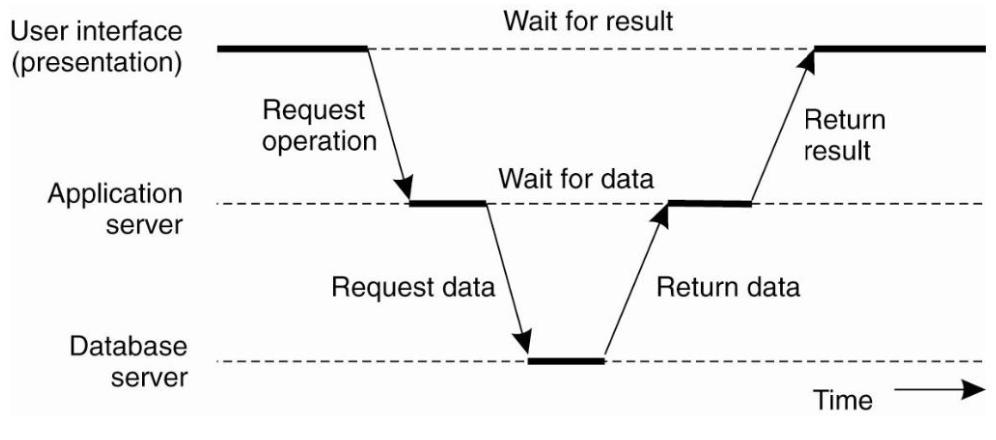 User interface
(presentation)
Wait for result
Request
operation
Return
result
Application
server
Wait for data
Request data
Return data
Database
server
Time